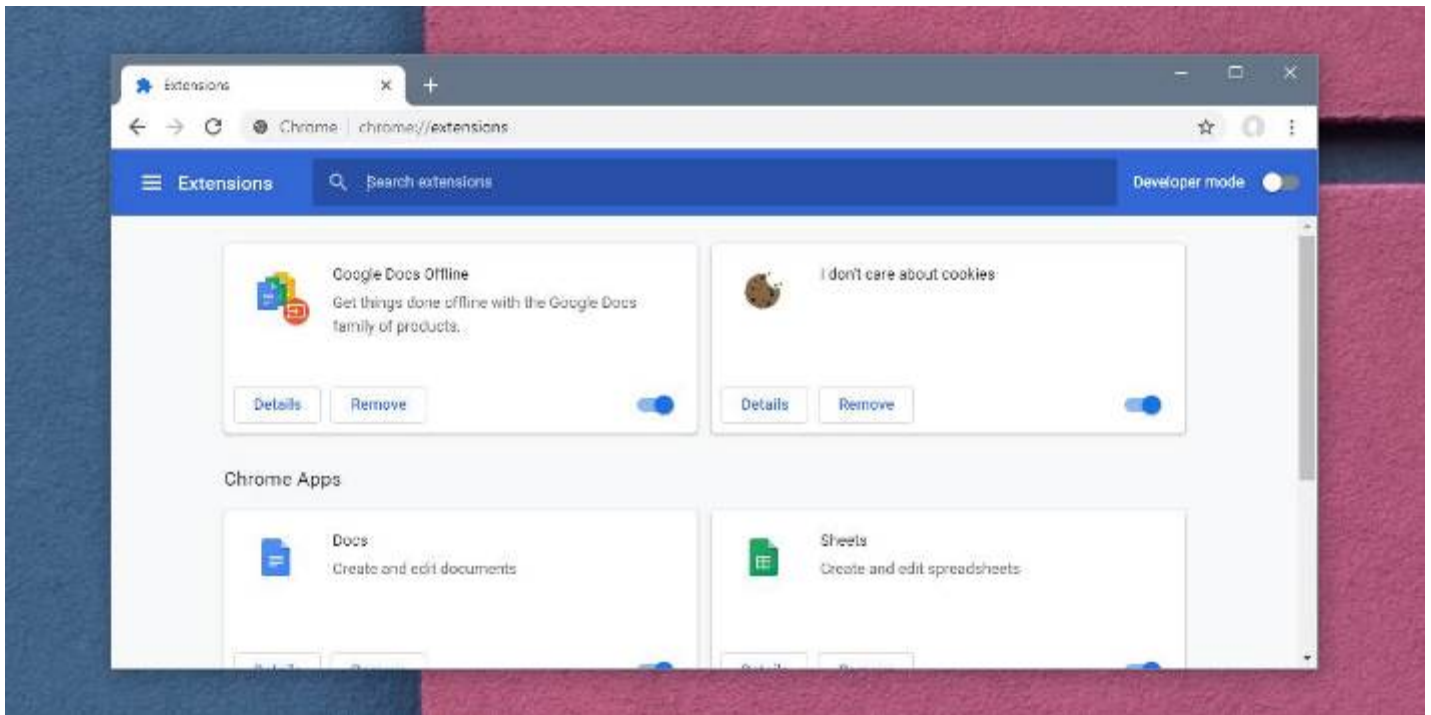 Extensions
Chrome | chrome://extensions
Extensions
Search extensions
Developer mode
Google Docs Offline
Get things done offline with the Google Docs
family of products.
Details
Remove
I don't care about cookies
Details
Remove
Chrome Apps
Docs
Create and edit documents
Sheets
Create and edit spreadsheets